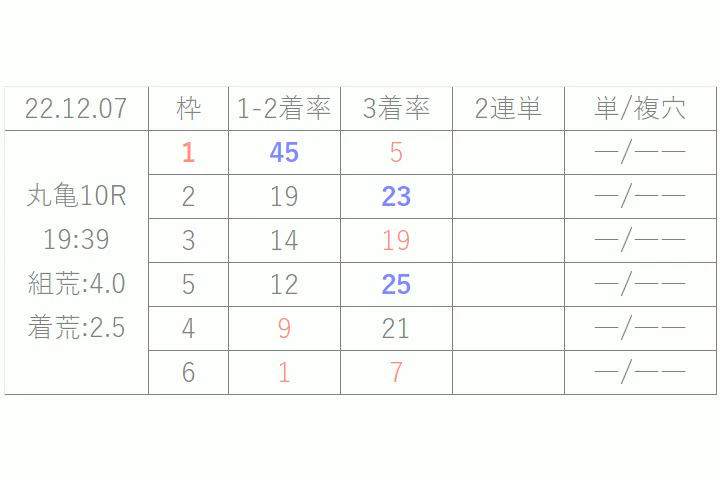 22.12.07 枠 1-2着率 3着率 2連単 単/複穴
1 45 5 —/——
丸亀10R 2 19 23 —/——
19:39 3 14 19 —/——
組荒:4.0 5 12 25 —/——
着荒:2.5 4 9 21 —/——
6 1 7 —/——